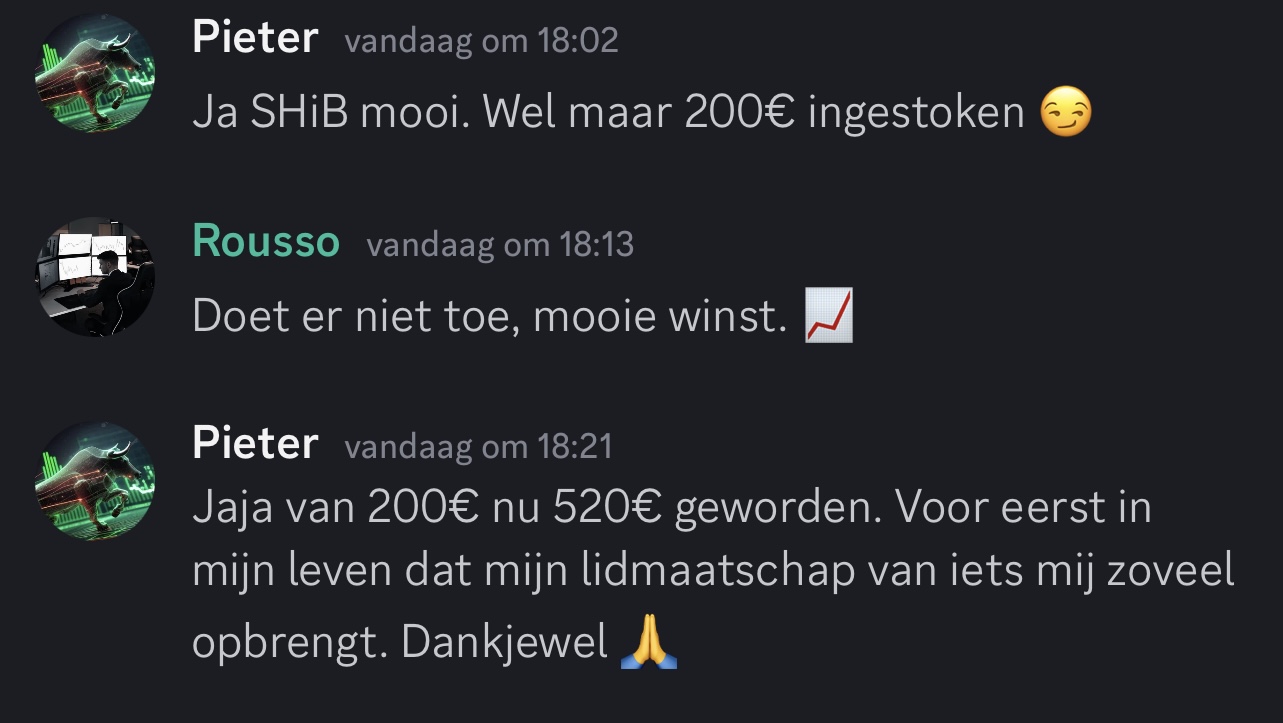 Pieter vandaag om 18:02
Ja SHiB mooi. Wel maar 200€ ingestoken 😏
Rousso vandaag om 18:13
Doet er niet toe, mooie winst. 📈
Pieter vandaag om 18:21
Jaja van 200€ nu 520€ geworden. Voor eerst in
mijn leven dat mijn lidmaatschap van iets mij zoveel
opbrengt. Dankjewel 🙏